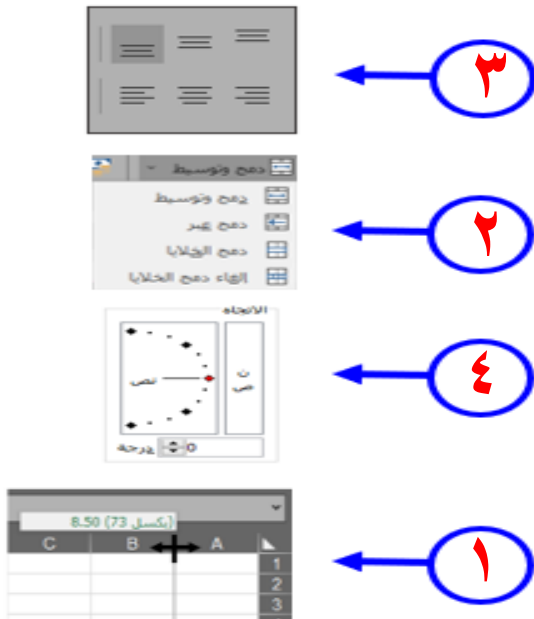 ٣
دمج وتوسيط
دمج وتوسيط
دمج عبر
دمج الخلايا
إلغاء دمج الخلايا
٢
الاتجاه
ن
ص
نص
0 درجة
٤
8.50 (73 بكسل)
C B A
1
2
3
١